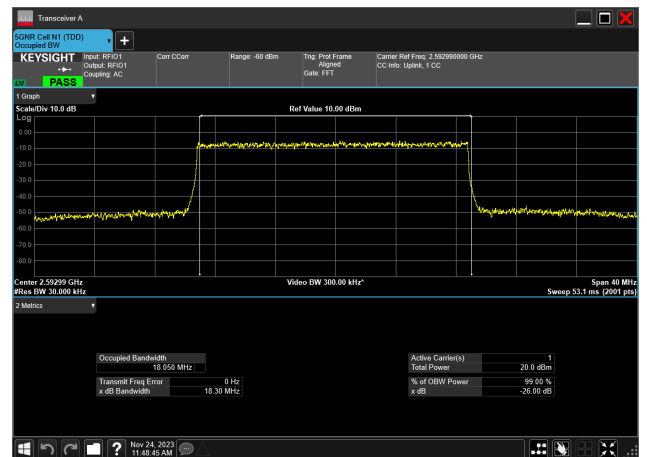 Transceiver A
5GNR Cell N1 (TDD)
Occupied BW
KEYSIGHT
LXI
PASS
Input: RFIO1
Output: RFIO1
Coupling: AC
Corr CCorr
Range: -60 dBm
Trig: Prot Frame
Aligned
Gate: FFT
Carrier Ref Freq: 2.592990000 GHz
CC Info: Uplink, 1 CC
1 Graph
Scale/Div 10.0 dB
Ref Value 10.00 dBm
Log
0.00
-10.0
-20.0
-30.0
-40.0
-50.0
-60.0
-70.0
-80.0
Center 2.59299 GHz
Video BW 300.00 kHz*
Span 40 MHz
#Res BW 30.000 kHz
Sweep 53.1 ms (2001 pts)
2 Metrics
Occupied Bandwidth
18.050 MHz
Transmit Freq Error 0 Hz
x dB Bandwidth 18.30 MHz
Active Carrier(s) 1
Total Power 20.0 dBm
% of OBW Power 99.00 %
x dB -26.00 dB
?
Nov 24, 2023
11:48:45 AM